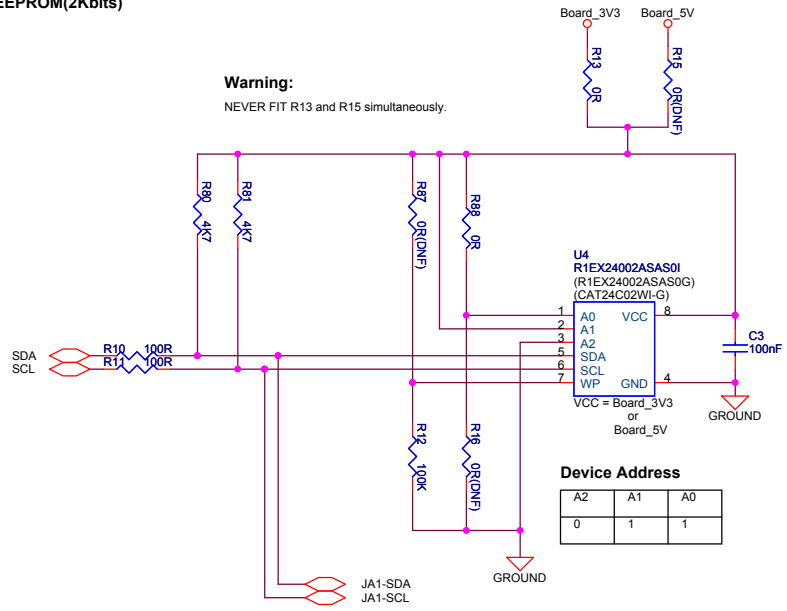 EEPROM(2Kbits)
Board_3V3
Board_5V
R13
0R
R15
0R(DNF)
Warning:
NEVER FIT R13 and R15 simultaneously.
R80
4K7
R81
4K7
R87
0R(DNF)
R88
0R
U4
R1EX24002ASAS0I
(R1EX24002ASAS0G)
(CAT24C02WI-G)
1
2
3
5
6
7
A0
A1
A2
SDA
SCL
WP
VCC
GND
8
4
C3
100nF
SDA
SCL
R10
100R
R11
100R
VCC = Board_3V3
or
Board_5V
GROUND
R12
100K
R16
0R(DNF)
Device Address
A2 A1 A0
0 1 1
GROUND
JA1-SDA
JA1-SCL